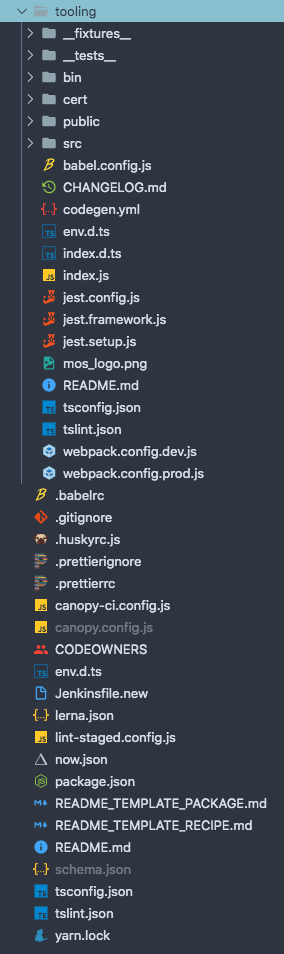 tooling
__fixtures__
__tests__
bin
cert
public
src
babel.config.js
CHANGELOG.md
codegen.yml
env.d.ts
index.d.ts
index.js
jest.config.js
jest.framework.js
jest.setup.js
mos_logo.png
README.md
tsconfig.json
tslint.json
webpack.config.dev.js
webpack.config.prod.js
.babelrc
.gitignore
.huskyrc.js
.prettierignore
.prettierrc
canopy-ci.config.js
canopy.config.js
CODEOWNERS
env.d.ts
Jenkinsfile.new
lerna.json
lint-staged.config.js
now.json
package.json
README_TEMPLATE_PACKAGE.md
README_TEMPLATE_RECIPE.md
README.md
schema.json
tsconfig.json
tslint.json
yarn.lock